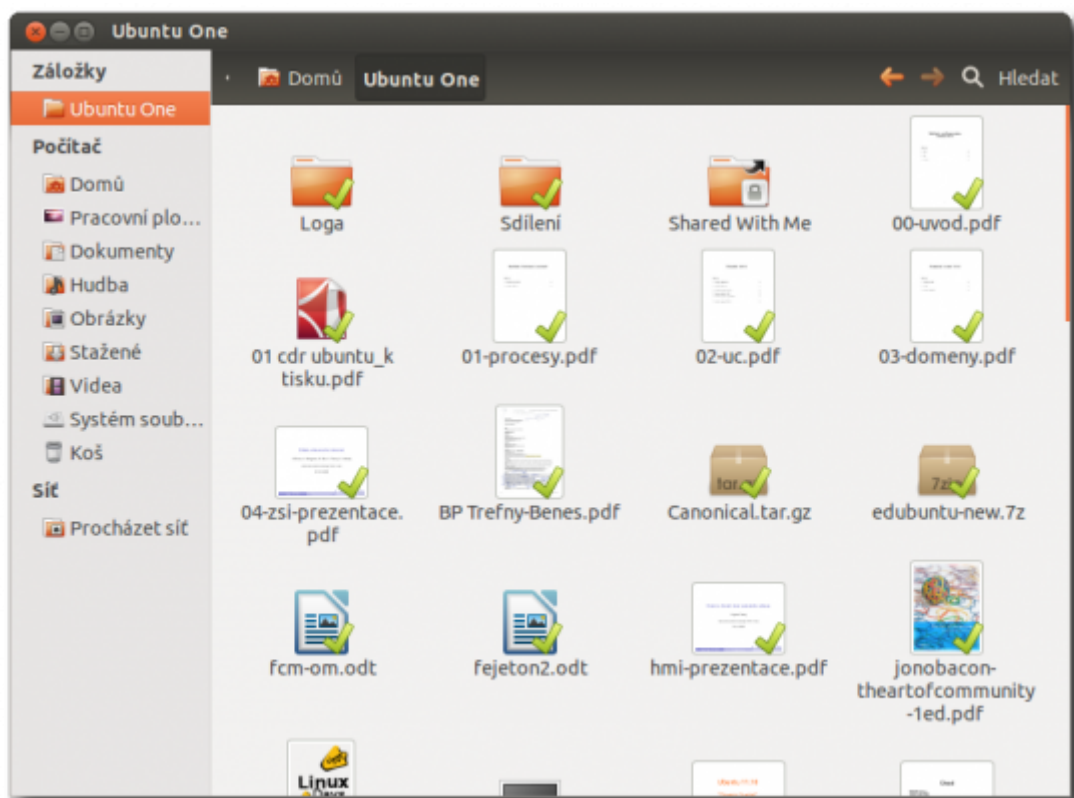 Ubuntu One
Záložky
Domů Ubuntu One
Hledat
Ubuntu One
Počítač
Domů
Pracovní plo...
Dokumenty
Hudba
Obrázky
Stažené
Videa
Systém soub...
Koš
Síť
Procházet síť
Loga
Sdílení
Shared With Me
00-uvod.pdf
01 cdr ubuntu_k
tisku.pdf
01-procesy.pdf
02-uc.pdf
03-domeny.pdf
04-zsi-prezentace.
pdf
BP Trefny-Benes.pdf
Canonical.tar.gz
edubuntu-new.7z
fcm-om.odt
fejeton2.odt
hmi-prezentace.pdf
jonobacon-
theartofcommunity
-1ed.pdf
Linux